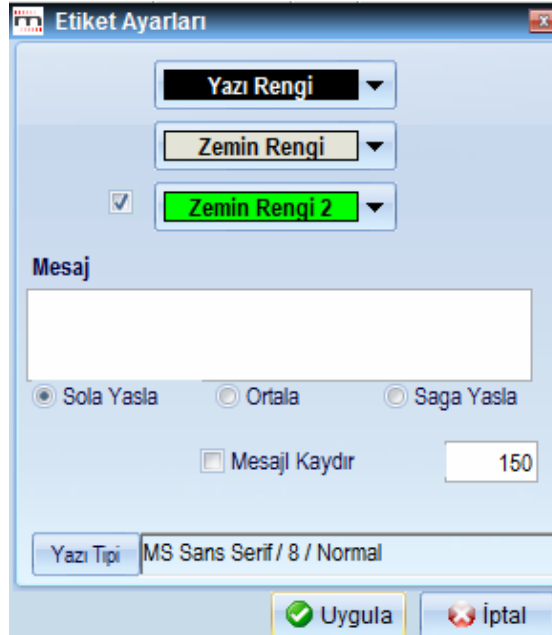 Etiket Ayarları
Yazı Rengi
Zemin Rengi
Zemin Rengi 2
Mesaj
Sola Yasla Ortala Saga Yasla
Mesajl Kaydır 150
Yazı Tipi MS Sans Serif / 8 / Normal
Uygula İptal